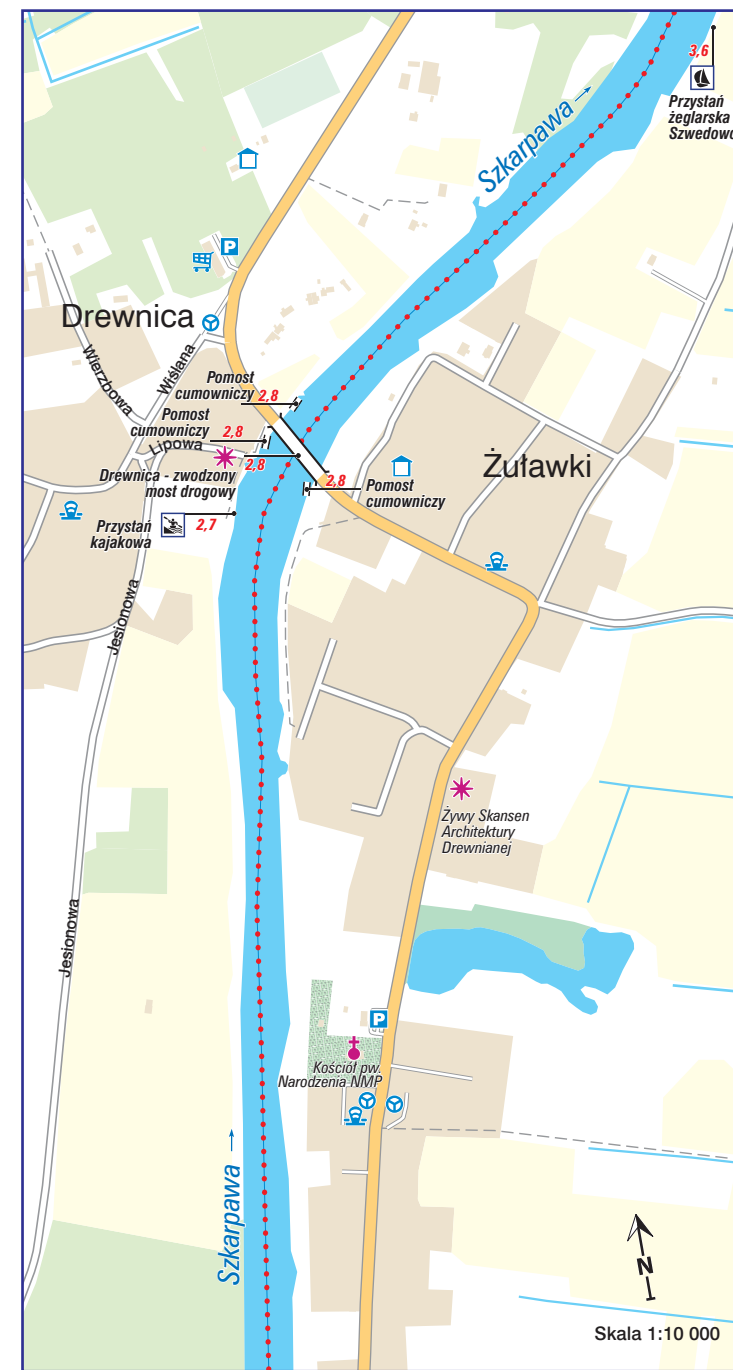 3,6
Przystań
żeglarska
Szwedowo
Szkarpawa →
P
Drewnica
Wierzbowa
Wiślana
Pomost
cumowniczy 2,8
Pomost
cumowniczy 2,8
Lipowa
2,8
Drewnica - zwodzony
most drogowy
2,8
Pomost
cumowniczy
Żuławki
Przystań
kajakowa
2,7
Jesionowa
Żywy Skansen
Architektury
Drewnianej
Jesionowa
P
Kościół pw.
Narodzenia NMP
Szkarpawa →
N
Skala 1:10 000